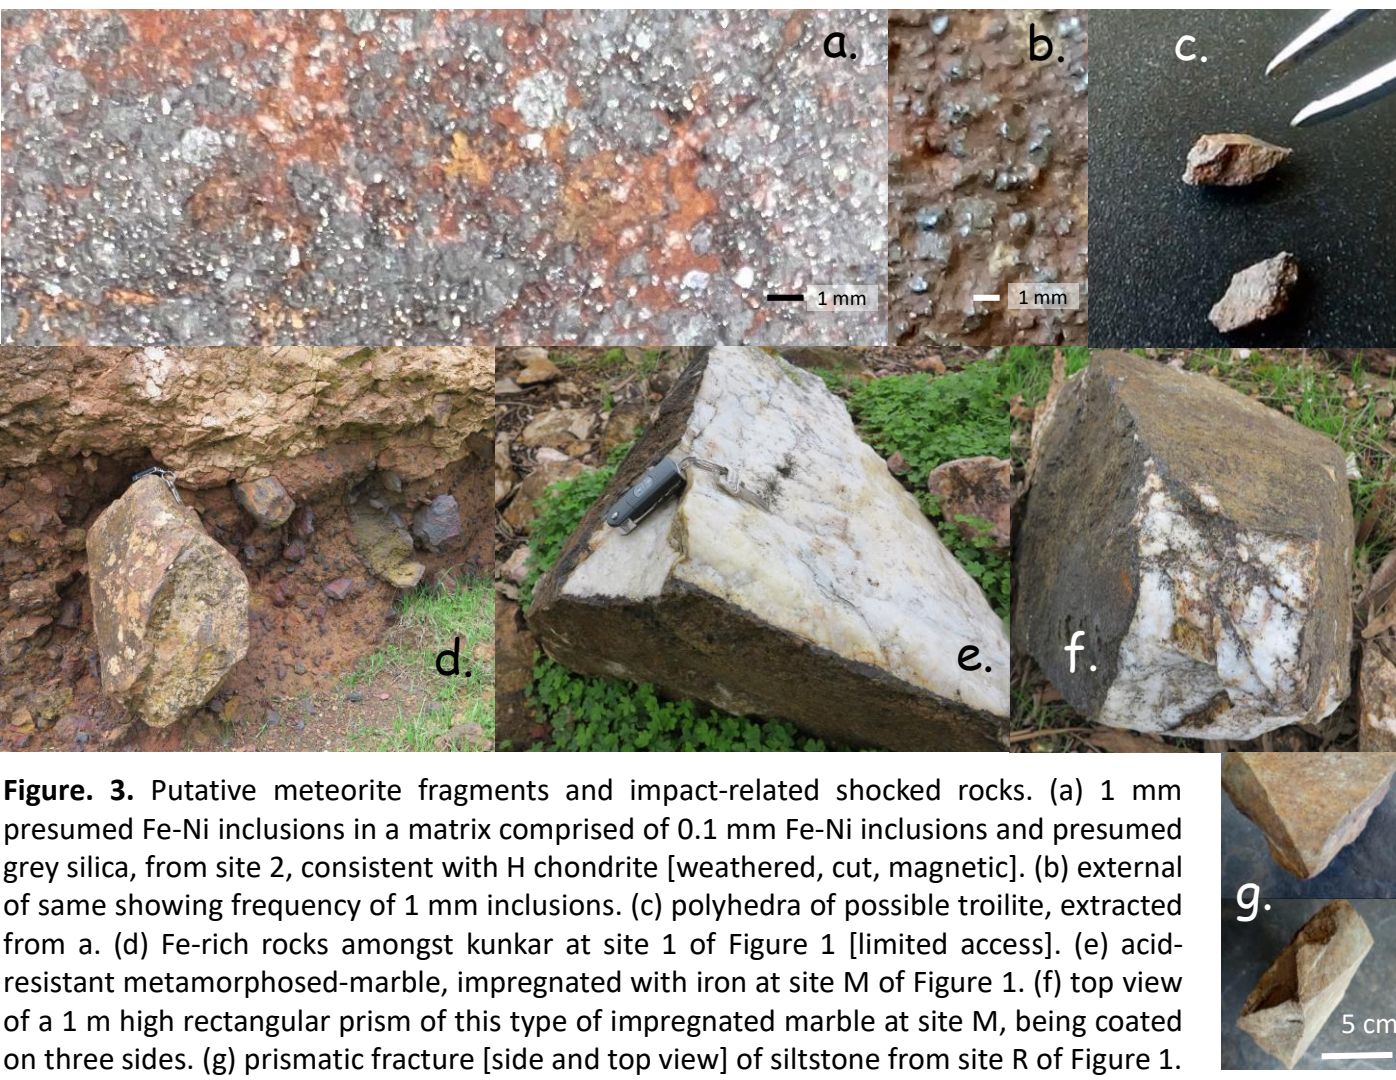 a.
b.
c.
1 mm
1 mm
d.
e.
f.
Figure. 3. Putative meteorite fragments and impact-related shocked rocks. (a) 1 mm
presumed Fe-Ni inclusions in a matrix comprised of 0.1 mm Fe-Ni inclusions and presumed
grey silica, from site 2, consistent with H chondrite [weathered, cut, magnetic]. (b) external
of same showing frequency of 1 mm inclusions. (c) polyhedra of possible troilite, extracted
from a. (d) Fe-rich rocks amongst kunkar at site 1 of Figure 1 [limited access]. (e) acid-
resistant metamorphosed-marble, impregnated with iron at site M of Figure 1. (f) top view
of a 1 m high rectangular prism of this type of impregnated marble at site M, being coated
on three sides. (g) prismatic fracture [side and top view] of siltstone from site R of Figure 1.
g.
5 cm